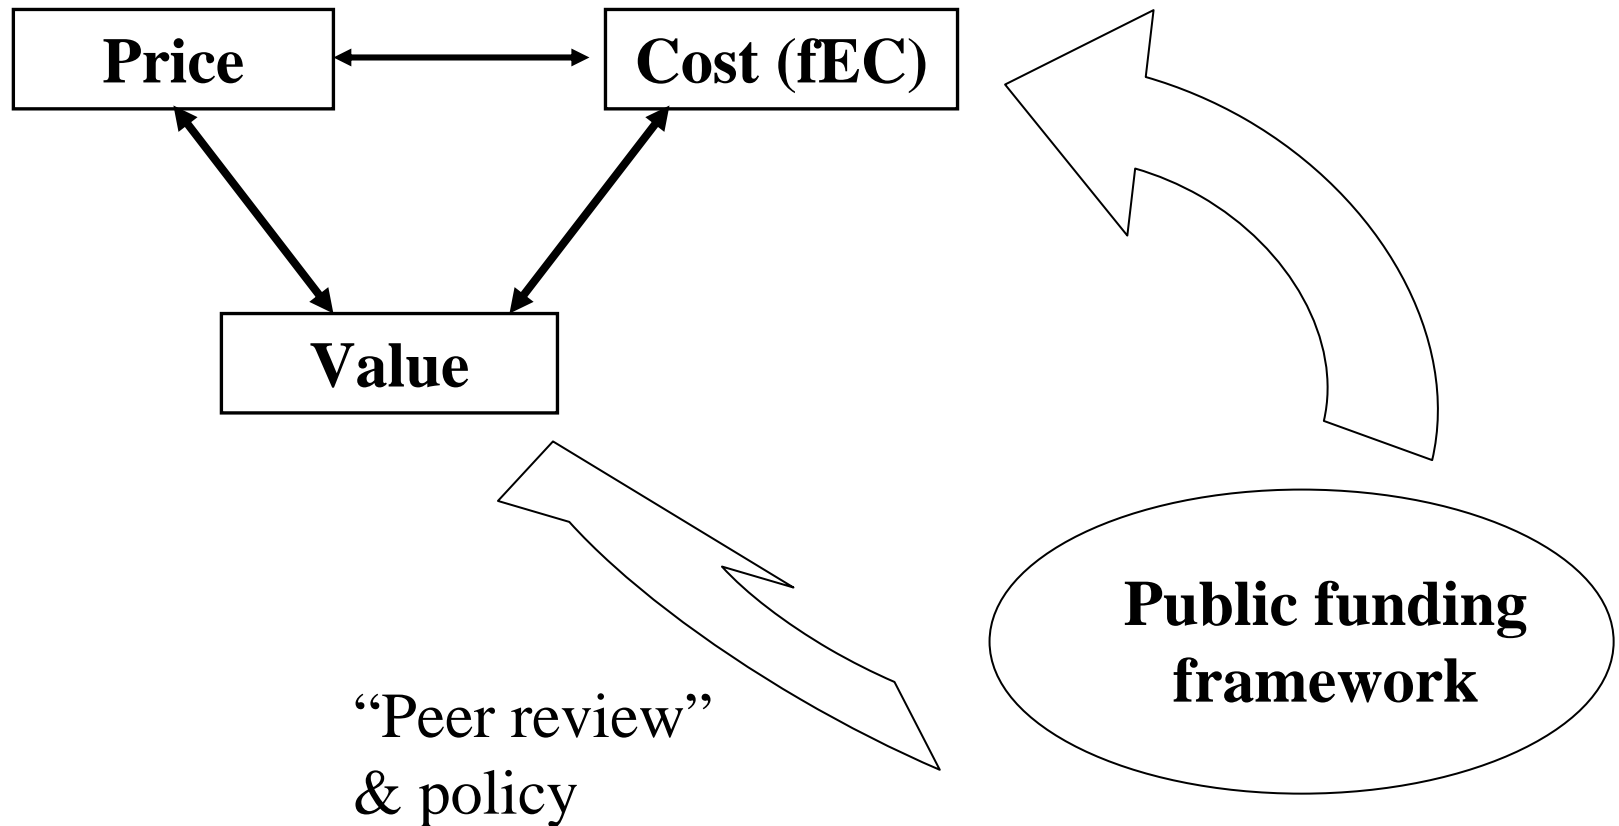 Price
Cost (fEC)
Value
Public funding
framework
“Peer review”
& policy